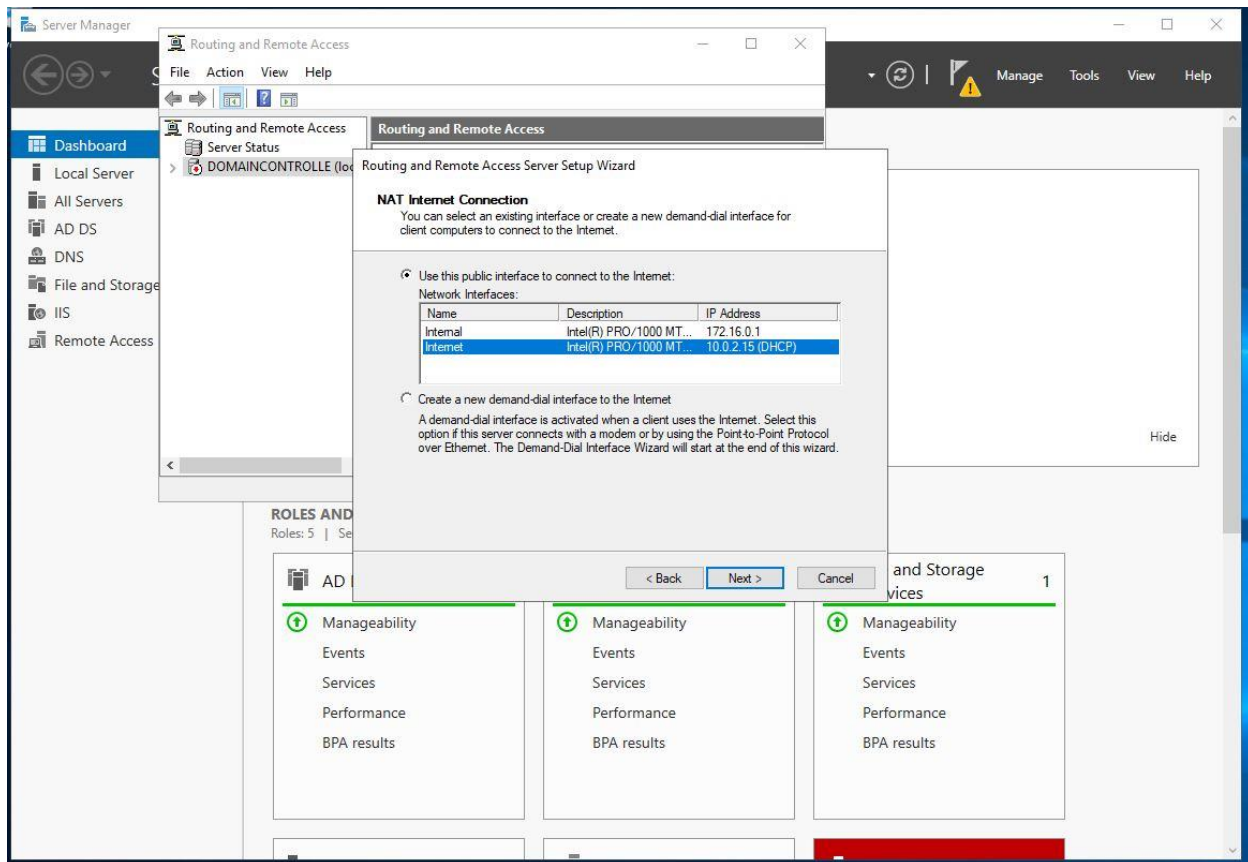 Server Manager
Manage Tools View Help
Dashboard
Local Server
All Servers
AD DS
DNS
File and Storage
IIS
Remote Access
Routing and Remote Access
File Action View Help
Routing and Remote Access
Server Status
DOMAINCONTROLLE (loc
Routing and Remote Access
Routing and Remote Access Server Setup Wizard
NAT Internet Connection
You can select an existing interface or create a new demand-dial interface for
client computers to connect to the Internet.
Use this public interface to connect to the Internet:
Network Interfaces:
Name Description IP Address
Internal Intel(R) PRO/1000 MT... 172.16.0.1
Internet Intel(R) PRO/1000 MT... 10.0.2.15 (DHCP)
Create a new demand-dial interface to the Internet
A demand-dial interface is activated when a client uses the Internet. Select this
option if this server connects with a modem or by using the Point-to-Point Protocol
over Ethernet. The Demand-Dial Interface Wizard will start at the end of this wizard.
< Back Next > Cancel
Hide
ROLES AND
Roles: 5 | Se
AD
Manageability
Events
Services
Performance
BPA results
Manageability
Events
Services
Performance
BPA results
and Storage
vices
1
Manageability
Events
Services
Performance
BPA results